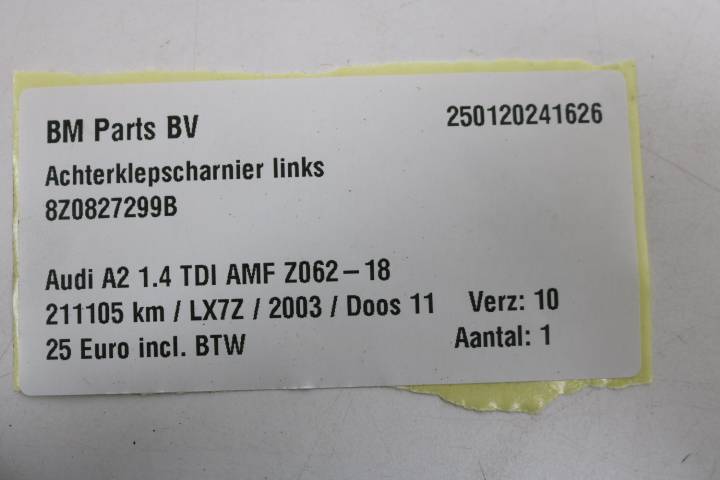 BM Parts BV 250120241626
Achterklepscharnier links
8Z0827299B
Audi A2 1.4 TDI AMF Z062-18
211105 km / LX7Z / 2003 / Doos 11 Verz: 10
25 Euro incl. BTW Aantal: 1